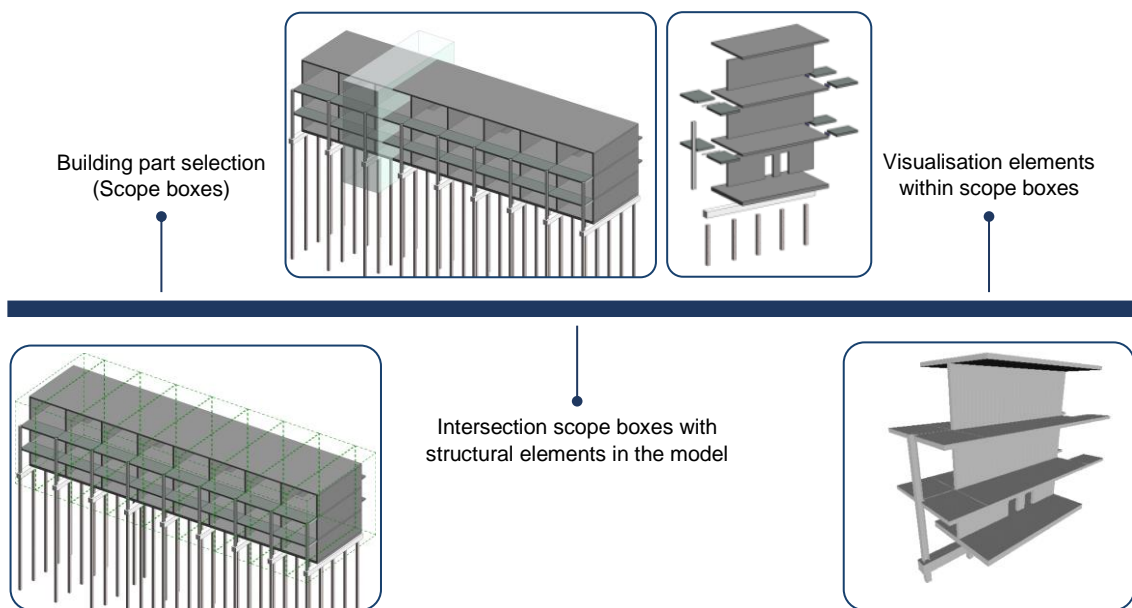 Building part selection
(Scope boxes)
Visualisation elements
within scope boxes
Intersection scope boxes with
structural elements in the model